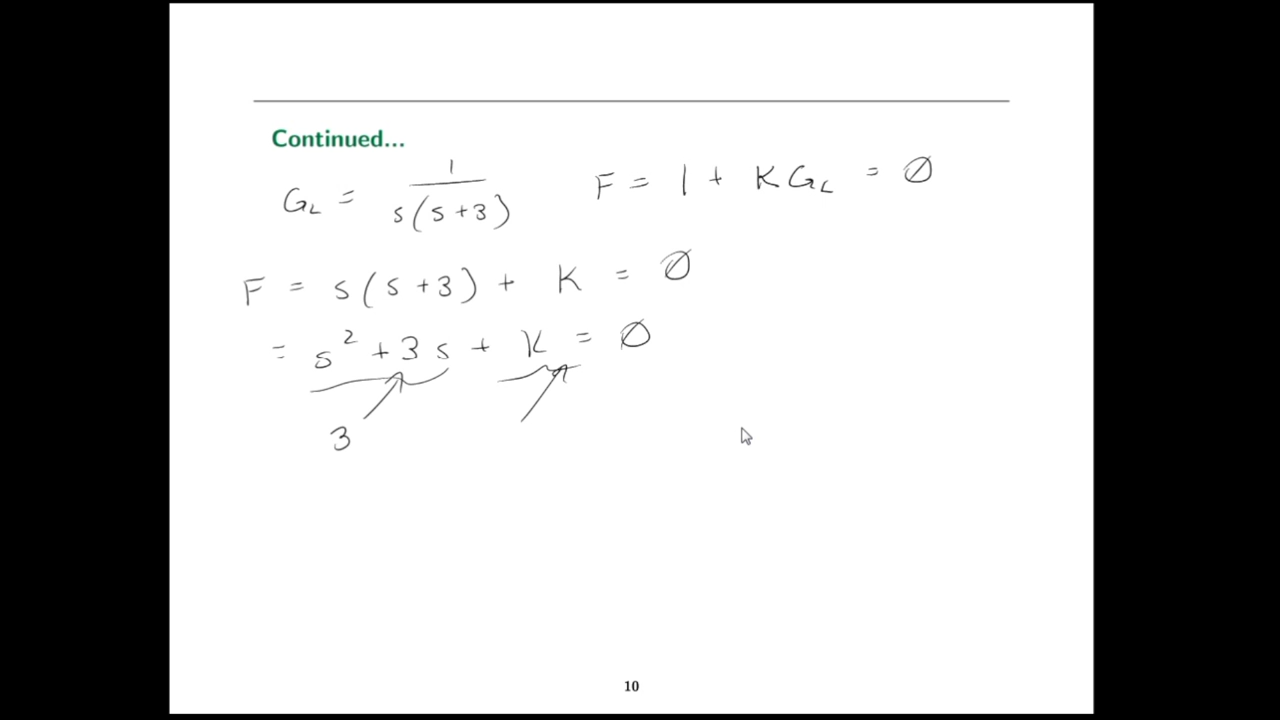 Continued...
G_L = 1/(s(s+3))    F = 1 + KG_L = ∅
F = s(s+3) + K = ∅
= s² + 3s + K = ∅
3
10